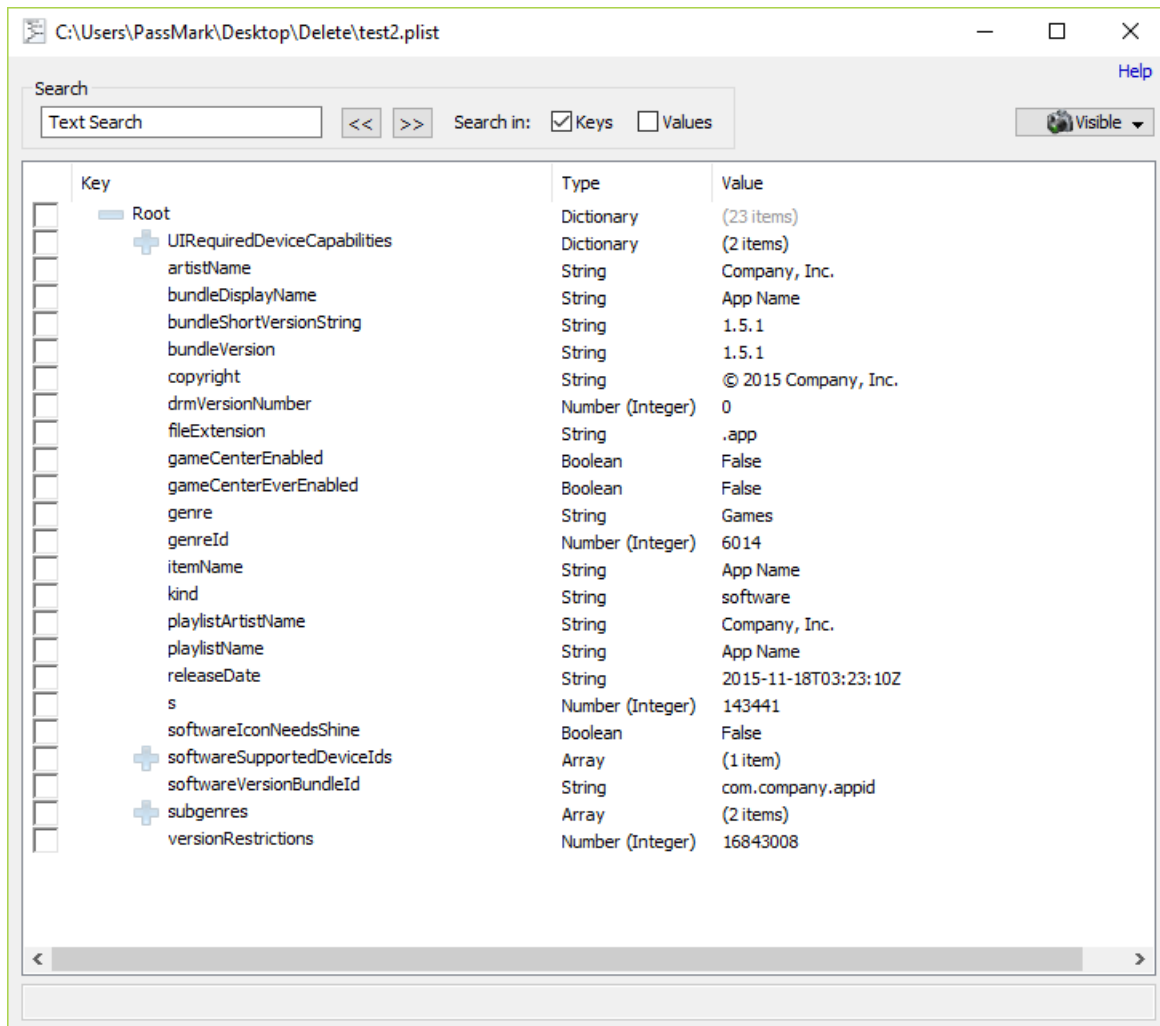 C:\Users\PassMark\Desktop\Delete\test2.plist
Help
Search
Text Search << >> Search in: Keys Values Visible
Key Type Value
Root Dictionary (23 items)
UIRequiredDeviceCapabilities Dictionary (2 items)
artistName String Company, Inc.
bundleDisplayName String App Name
bundleShortVersionString String 1.5.1
bundleVersion String 1.5.1
copyright String © 2015 Company, Inc.
drmVersionNumber Number (Integer) 0
fileExtension String .app
gameCenterEnabled Boolean False
gameCenterEverEnabled Boolean False
genre String Games
genreId Number (Integer) 6014
itemName String App Name
kind String software
playlistArtistName String Company, Inc.
playlistName String App Name
releaseDate String 2015-11-18T03:23:10Z
s Number (Integer) 143441
softwareIconNeedsShine Boolean False
softwareSupportedDeviceIds Array (1 item)
softwareVersionBundleId String com.company.appid
subgenres Array (2 items)
versionRestrictions Number (Integer) 16843008